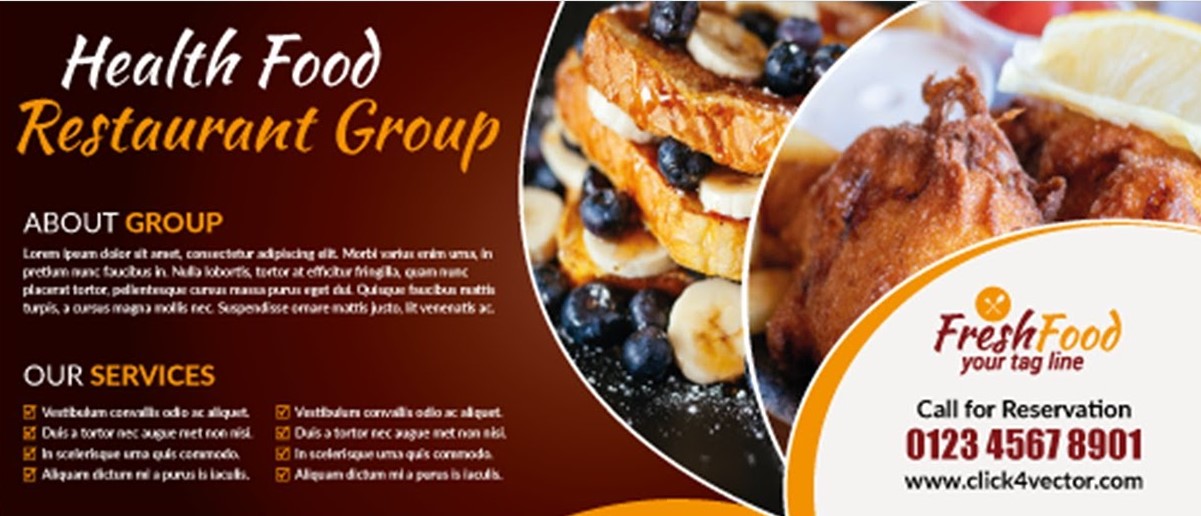 Health Food
Restaurant Group
ABOUT GROUP
Lorem ipsum dolor sit amet, consectetur adipiscing elit. Morbi varius enim urna, in
pretium nunc faucibus in. Nulla lobortis, tortor at efficitur fringilla, quam nunc
placerat tortor, pellentesque cursus massa purus eget dui. Quisque faucibus mattis
turpis, a cursus magna mollis nec. Suspendisse ornare mattis justo, lit venenatis ac.
OUR SERVICES
Vestibulum convallis odio ac aliquet.
Duis a tortor nec augue met non nisi.
In scelerisque urna quis commodo.
Aliquam dictum mi a purus is iaculis.
Vestibulum convallis odio ac aliquet.
Duis a tortor nec augue met non nisi.
In scelerisque urna quis commodo.
Aliquam dictum mi a purus is iaculis.
FreshFood
your tag line
Call for Reservation
0123 4567 8901
www.click4vector.com